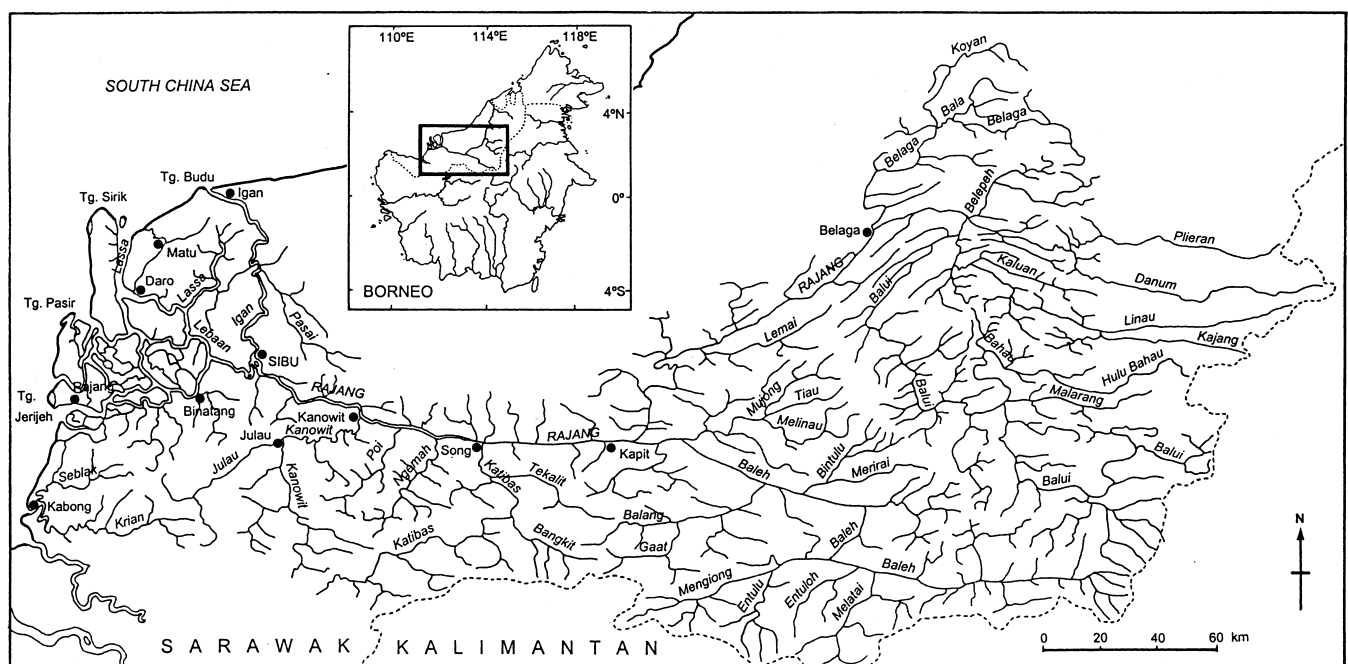 110°E 114°E 118°E
4°N
0°
4°S
BORNEO
SOUTH CHINA SEA
Koyan
Bala
Belaga
Belaga
Belepeh
Belaga
Plieran
Danum
Kaluan
Linau
Kajang
RAJANG
Balui
Lemai
Bahau
Hulu Bahau
Malarang
Balui
Balui
Balui
Tg. Budu
Igan
Tg. Sirik
Lassa
Matu
Daro
Lassa
Tg. Pasir
Igan
Pasai
Lebaan
SIBU
Rajang
Tg.
Jerijeh
Binatang
RAJANG
Kanowit
Kanowit
Julau
Julau
Kanowit
Poi
Ngemah
Song
RAJANG
Kapit
Mujong
Tiau
Melinau
Bintulu
Merirai
Baleh
Katibas
Tekalit
Seblak
Kabong
Krian
Katibas
Bangkit
Balang
Gaat
Baleh
Baleh
Mengiong
Entulu
Entuloh
Melatai
N
SARAWAK KALIMANTAN
0 20 40 60 km